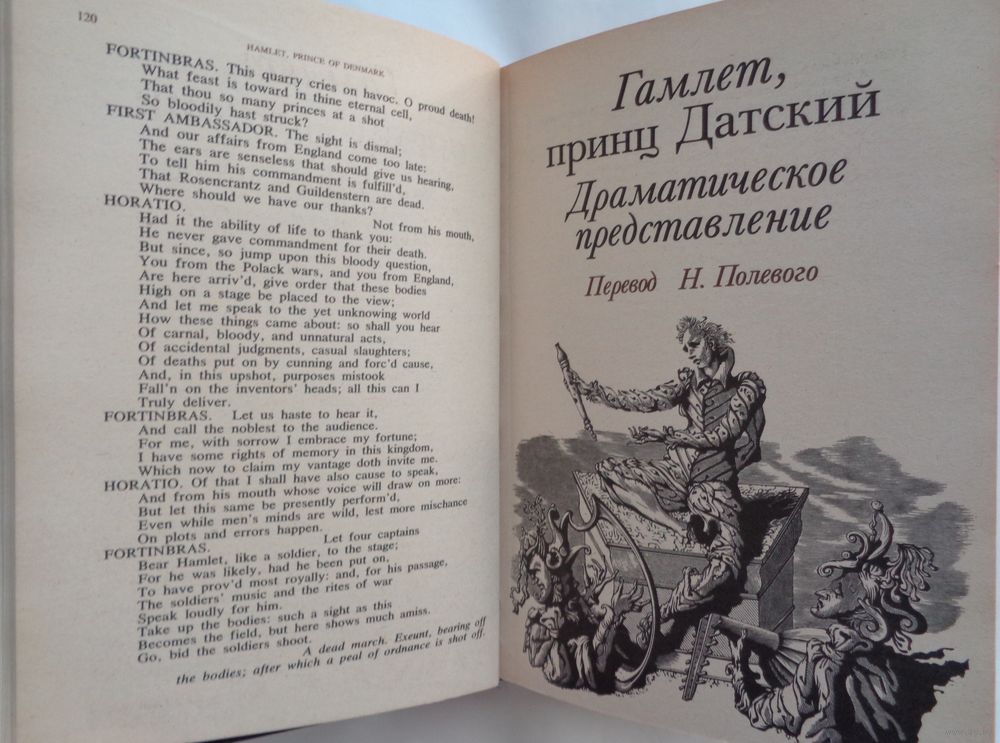 120
HAMLET, PRINCE OF DENMARK
FORTINBRAS. This quarry cries on havoc. O proud death!
What feast is toward in thine eternal cell,
That thou so many princes at a shot
So bloodily hast struck?
FIRST AMBASSADOR. The sight is dismal;
And our affairs from England come too late:
The ears are senseless that should give us hearing,
To tell him his commandment is fulfill'd,
That Rosencrantz and Guildenstern are dead.
Where should we have our thanks?
HORATIO. Not from his mouth,
Had it the ability of life to thank you:
He never gave commandment for their death.
But since, so jump upon this bloody question,
You from the Polack wars, and you from England,
Are here arriv'd, give order that these bodies
High on a stage be placed to the view;
And let me speak to the yet unknowing world
How these things came about: so shall you hear
Of carnal, bloody, and unnatural acts,
Of accidental judgments, casual slaughters;
Of deaths put on by cunning and forc'd cause,
And, in this upshot, purposes mistook
Fall'n on the inventors' heads; all this can I
Truly deliver.
FORTINBRAS. Let us haste to hear it,
And call the noblest to the audience.
For me, with sorrow I embrace my fortune;
I have some rights of memory in this kingdom,
Which now to claim my vantage doth invite me.
HORATIO. Of that I shall have also cause to speak,
And from his mouth whose voice will draw on more:
But let this same be presently perform'd,
Even while men's minds are wild, lest more mischance
On plots and errors happen.
FORTINBRAS. Let four captains
Bear Hamlet, like a soldier, to the stage;
For he was likely, had he been put on,
To have prov'd most royally: and, for his passage,
The soldiers' music and the rites of war
Speak loudly for him.
Take up the bodies: such a sight as this
Becomes the field, but here shows much amiss.
Go, bid the soldiers shoot.
A dead march. Exeunt, bearing off
the bodies; after which a peal of ordnance is shot off.
Гамлет,
принц Датский
Драматическое
представление
Перевод Н. Полевого